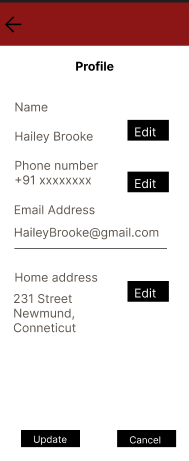 Profile
Name
Hailey Brooke
Edit
Phone number
+91 xxxxxxxx
Edit
Email Address
HaileyBrooke@gmail.com
Home address
231 Street
Newmund,
Conneticut
Edit
Update
Cancel